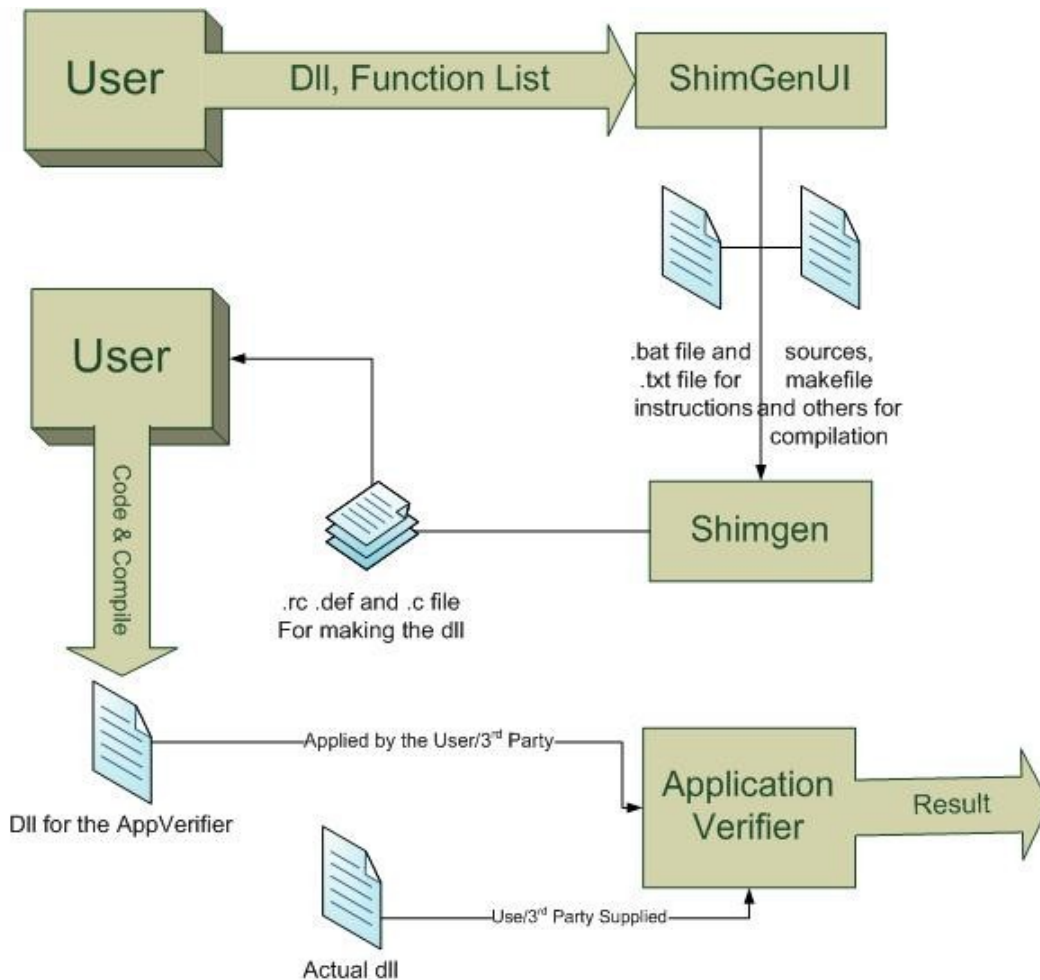 User
Dll, Function List
ShimGenUI
.bat file and
.txt file for
instructions
sources,
makefile
and others for
compilation
User
Shimgen
.rc .def and .c file
For making the dll
Code & Compile
Applied by the User/3rd Party
Dll for the AppVerifier
Application
Verifier
Result
Use/3rd Party Supplied
Actual dll